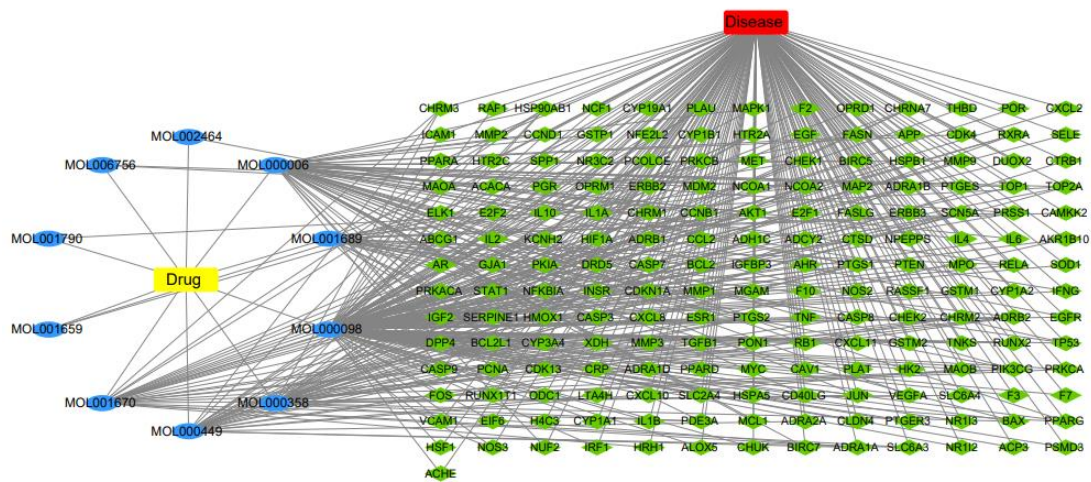 Disease
CHRM3 RAF1 HSP90AB1 NCF1 CYP19A1 PLAU MAPK1 F2 OPRD1 CHRNA7 THBD POR CXCL2
MOL002464
ICAM1 MMP2 CCND1 GSTP1 NFE2L2 CYP1B1 HTR2A EGF FASN APP CDK4 RXRA SELE
MOL006756 MOL000006
PPARA HTR2C SPP1 NR3C2 PCOLCE PRKCB MET CHEK1 BIRC5 HSPB1 MMP9 DUOX2 CTRB1
MAOA ACACA PGR OPRM1 ERBB2 MDM2 NCOA1 NCOA2 MAP2 ADRA1B PTGES TOP1 TOP2A
ELK1 E2F2 IL10 IL1A CHRM1 CCNB1 AKT1 E2F1 FASLG ERBB3 SCN5A PRSS1 CAMKK2
MOL001790 MOL001689
ABCG1 IL2 KCNH2 HIF1A ADRB1 CCL2 ADH1C ADCY2 CTSD NPEPPS IL4 IL6 AKR1B10
AR GJA1 PKIA DRD5 CASP7 BCL2 IGFBP3 AHR PTGS1 PTEN MPO RELA SOD1
Drug
PRKACA STAT1 NFKBIA INSR CDKN1A MMP1 MGAM F10 NOS2 RASSF1 GSTM1 CYP1A2 IFNG
IGF2 SERPINE1 HMOX1 CASP3 CXCL8 ESR1 PTGS2 TNF CASP8 CHEK2 CHRM2 ADRB2 EGFR
MOL001659 MOL000098
DPP4 BCL2L1 CYP3A4 XDH MMP3 TGFB1 PON1 RB1 CXCL11 GSTM2 TNKS RUNX2 TP53
CASP9 PCNA CDK13 CRP ADRA1D PPARD MYC CAV1 PLAT HK2 MAOB PIK3CG PRKCA
FOS RUNX1T1 ODC1 LTA4H CXCL10 SLC2A4 HSPA5 CD40LG JUN VEGFA SLC6A4 F3 F7
MOL001670 MOL000358
VCAM1 EIF6 H4C3 CYP1A1 IL1B PDE3A MCL1 ADRA2A CLDN4 PTGER3 NR1I3 BAX PPARG
MOL000449
HSF1 NOS3 NUF2 IRF1 HRH1 ALOX5 CHUK BIRC7 ADRA1A SLC6A3 NR1I2 ACP3 PSMD3
ACHE